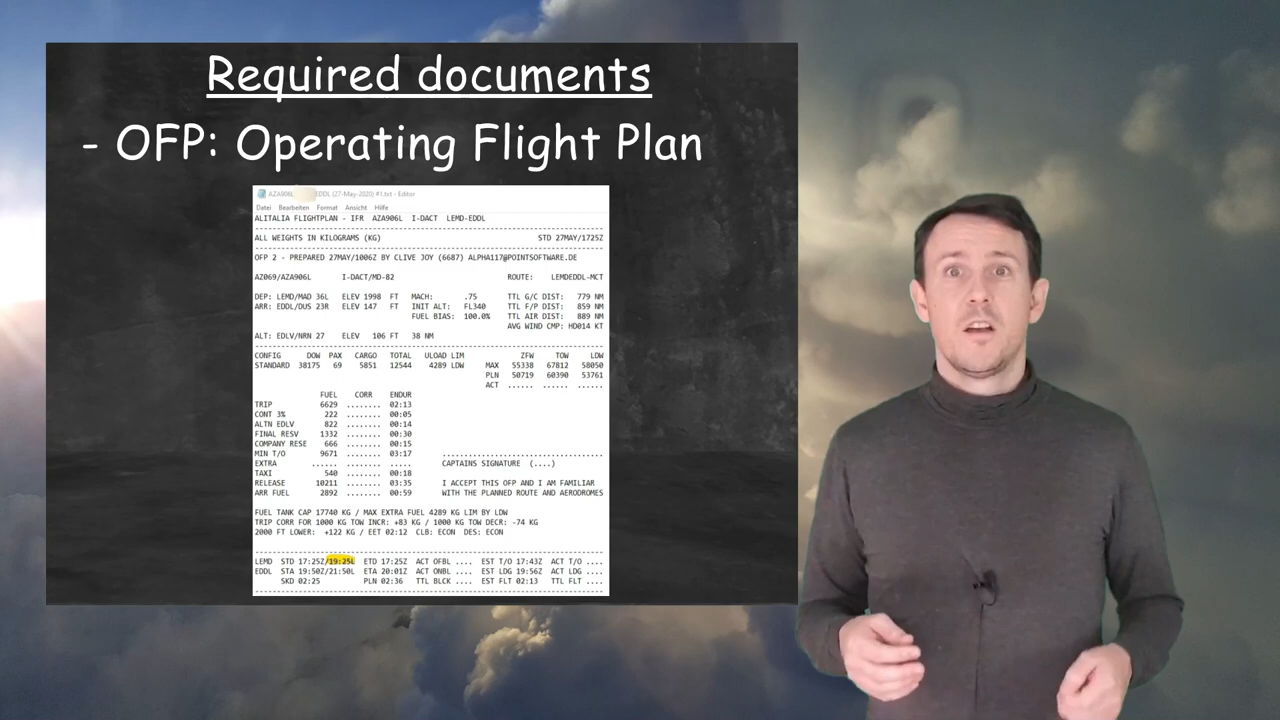 Required documents
- OFP: Operating Flight Plan
AZA906L EDDL (27-May-2020) #1.txt - Editor
Datei Bearbeiten Format Ansicht Hilfe
ALITALIA FLIGHTPLAN - IFR AZA906L I-DACT LEMD-EDDL
ALL WEIGHTS IN KILOGRAMS (KG) STD 27MAY/1725Z
OFP 2 - PREPARED 27MAY/1006Z BY CLIVE JOY (6687) ALPHA117@POINTSOFTWARE.DE
AZ069/AZA906L I-DACT/MD-82 ROUTE: LEMDEDDL-MCT
DEP: LEMD/MAD 36L ELEV 1998 FT MACH: .75 TTL G/C DIST: 779 NM
ARR: EDDL/DUS 23R ELEV 147 FT INIT ALT: FL340 TTL F/P DIST: 859 NM
FUEL BIAS: 100.0% TTL AIR DIST: 889 NM
AVG WIND CMP: HD014 KT
ALT: EDLV/NRN 27 ELEV 106 FT 38 NM
CONFIG DOW PAX CARGO TOTAL ULOAD LIM ZFW TOW LDW
STANDARD 38175 69 5851 12544 4289 LDW MAX 55338 67812 58050
PLN 50719 60390 53761
ACT ...... ...... ......
FUEL CORR ENDUR
TRIP 6629 ........ 02:13
CONT 3% 222 ........ 00:05
ALTN EDLV 822 ........ 00:14
FINAL RESV 1332 ........ 00:30
COMPANY RESE 666 ........ 00:15
MIN T/O 9671 ........ 03:17 .....................................
EXTRA ...... ........ ..... CAPTAINS SIGNATURE (....)
TAXI 540 ........ 00:18
RELEASE 10211 ........ 03:35 I ACCEPT THIS OFP AND I AM FAMILIAR
ARR FUEL 2892 ........ 00:59 WITH THE PLANNED ROUTE AND AERODROMES
FUEL TANK CAP 17740 KG / MAX EXTRA FUEL 4289 KG LIM BY LDW
TRIP CORR FOR 1000 KG TOW INCR: +83 KG / 1000 KG TOW DECR: -74 KG
2000 FT LOWER: +122 KG / EET 02:12 CLB: ECON DES: ECON
LEMD STD 17:25Z/19:25L ETD 17:25Z ACT OFBL .... EST T/O 17:43Z ACT T/O ....
EDDL STA 19:50Z/21:50L ETA 20:01Z ACT ONBL .... EST LDG 19:56Z ACT LDG ....
SKD 02:25 PLN 02:36 TTL BLCK .... EST FLT 02:13 TTL FLT ....